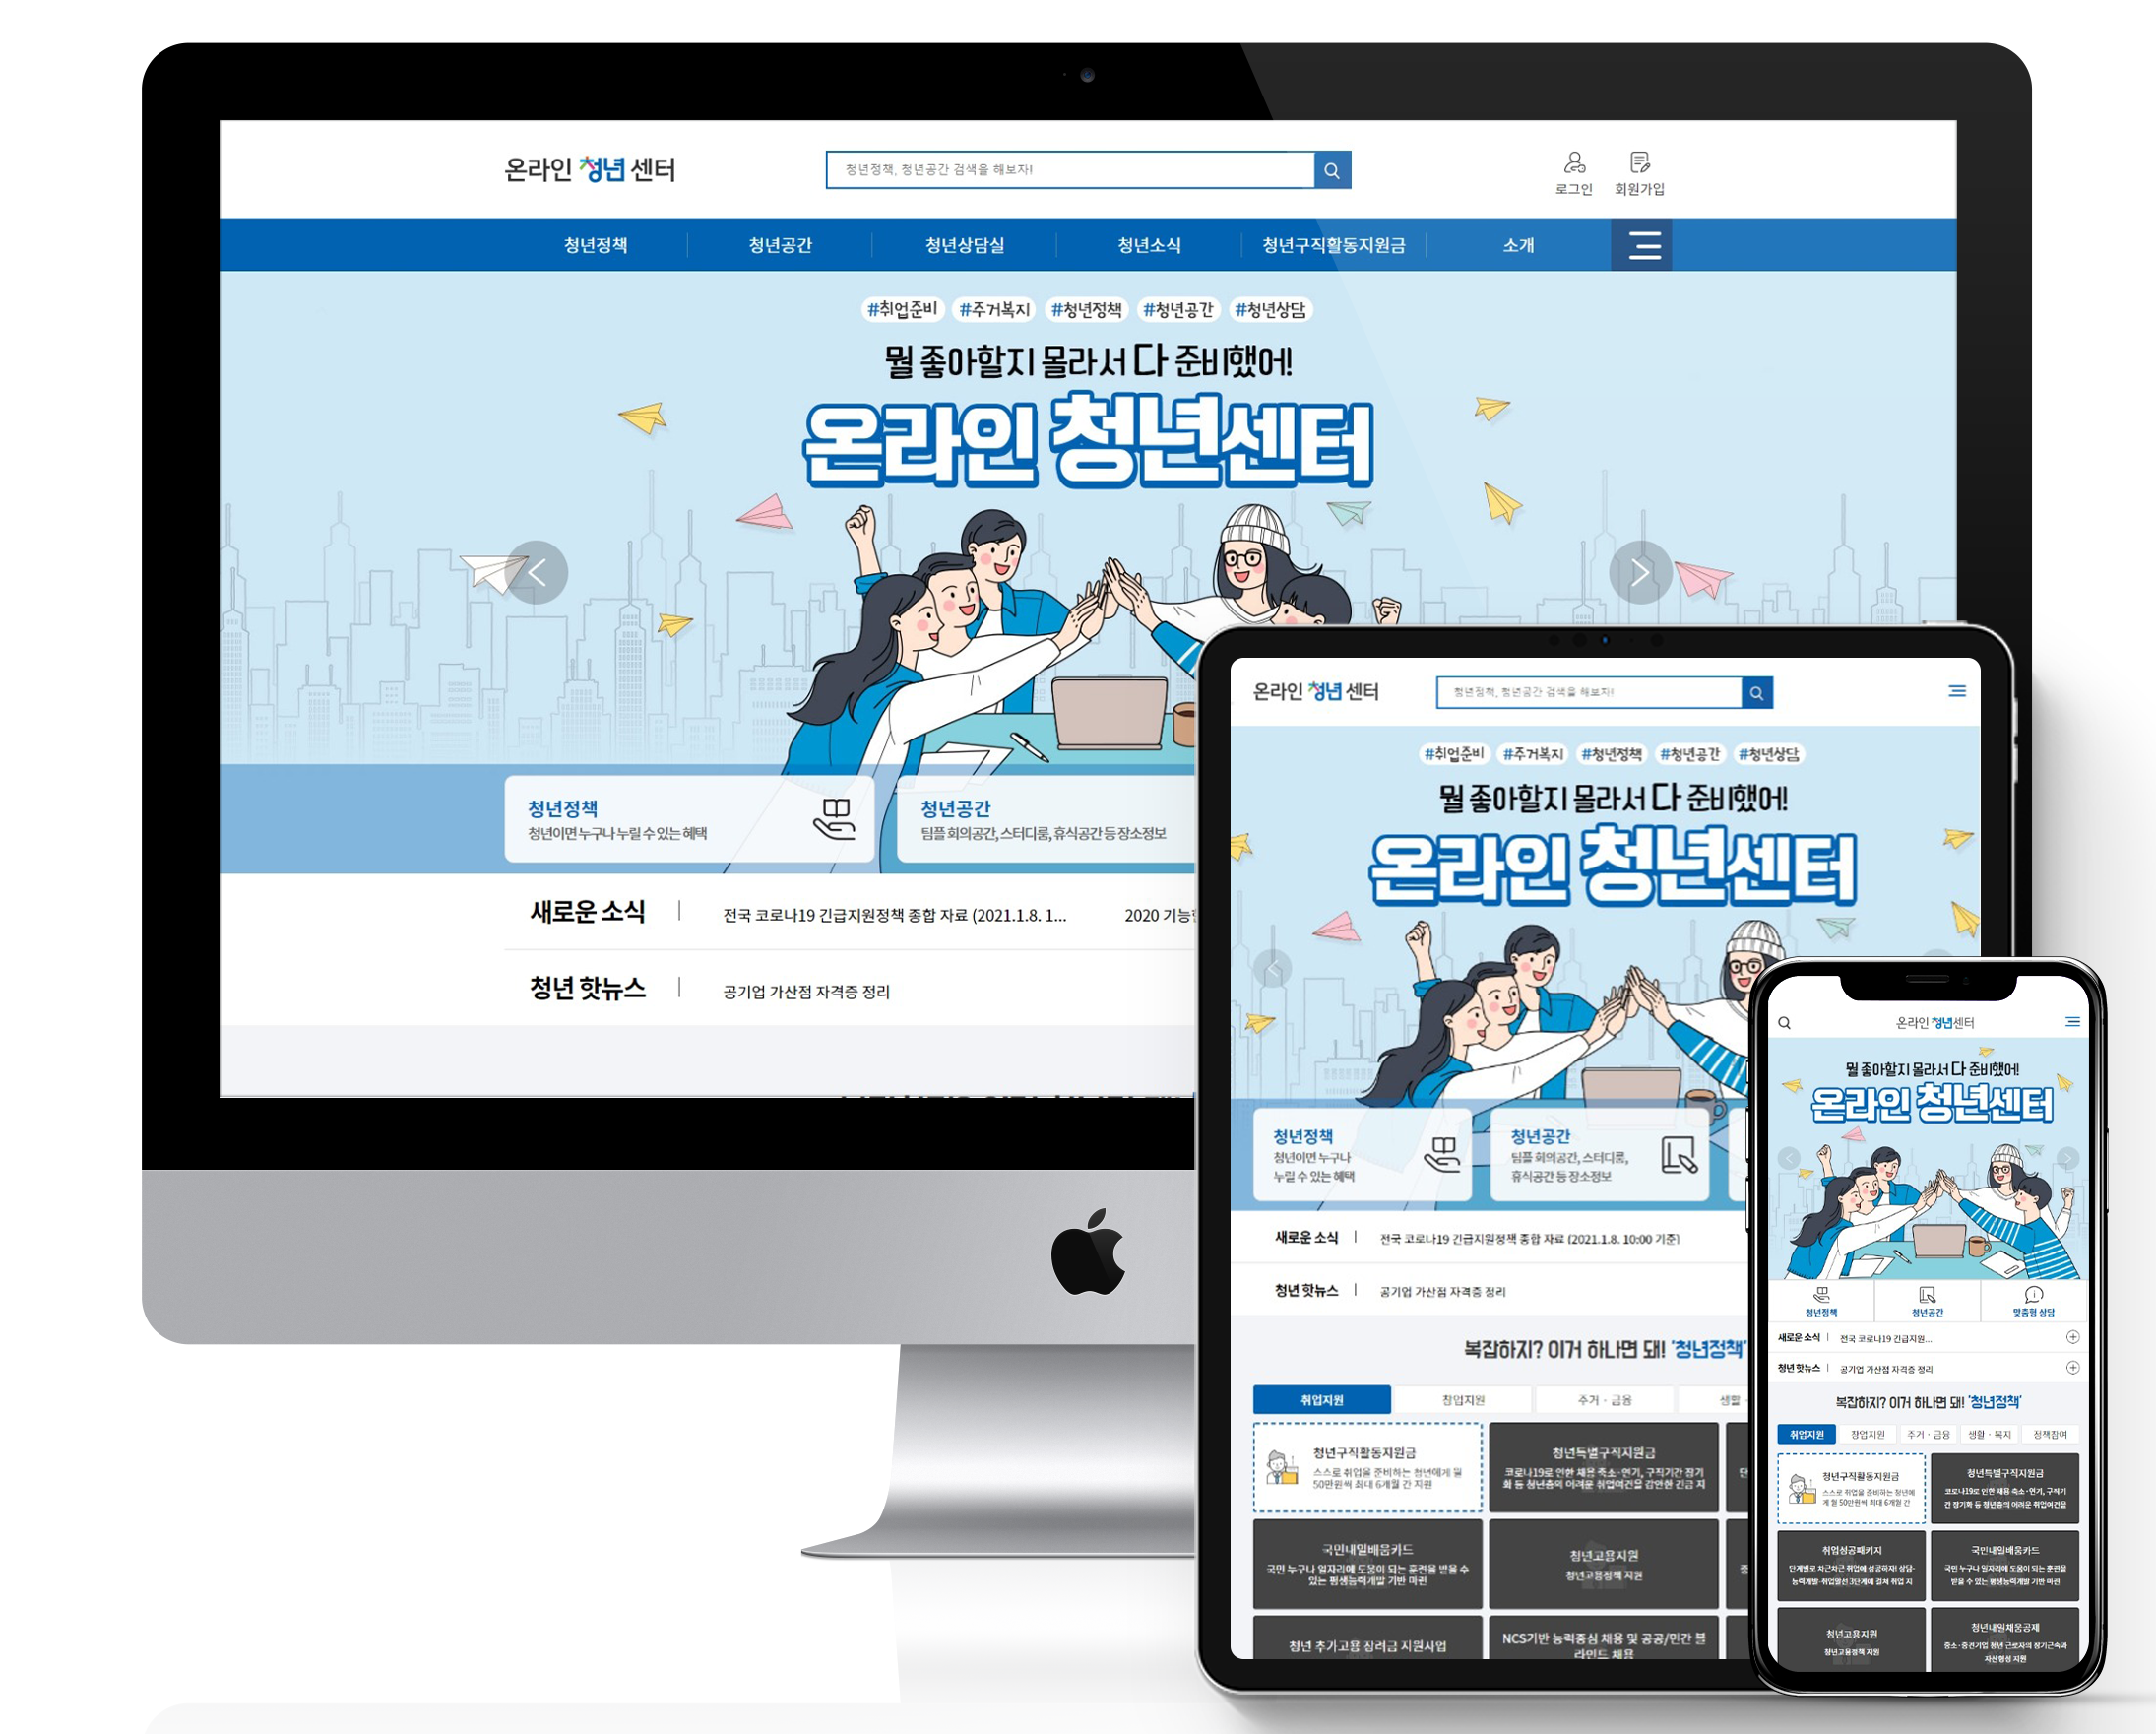 온라인 청년 센터
청년정책, 청년공간 검색을 해보자!
로그인
회원가입
청년정책
청년공간
청년상담실
청년소식
청년구직활동지원금
소개
#취업준비 #주거복지 #청년정책 #청년공간 #청년상담
뭘 좋아할지 몰라서 다 준비했어!
온라인 청년센터
청년정책
청년이면 누구나 누릴 수 있는 혜택
청년공간
팀플 회의공간, 스터디룸, 휴식공간 등 장소정보
새로운 소식
전국 코로나19 긴급지원정책 종합 자료 (2021.1.8. 1...
2020 기능
청년 핫뉴스
공기업 가산점 자격증 정리
온라인 청년 센터
청년정책, 청년공간 검색을 해보자!
#취업준비 #주거복지 #청년정책 #청년공간 #청년상담
뭘 좋아할지 몰라서 다 준비했어!
온라인 청년센터
청년정책
청년이면 누구나
누릴 수 있는 혜택
청년공간
팀플 회의공간, 스터디룸,
휴식공간 등 장소정보
새로운 소식
전국 코로나19 긴급지원정책 종합 자료 (2021.1.8. 10:00 기준)
청년 핫뉴스
공기업 가산점 자격증 정리
복잡하지? 이거 하나면 돼! '청년정책'
취업지원
창업지원
주거 · 금융
생활
청년구직활동지원금
스스로 취업을 준비하는 청년에게 월
50만원씩 최대 6개월 간 지원
청년특별구직지원금
코로나19로 인한 채용 축소·연기, 구직기간 장기
화 등 청년층의 어려운 취업여건을 감안한 긴급 지
국민내일배움카드
국민 누구나 일자리에 도움이 되는 훈련을 받을 수
있는 평생능력개발 기반 마련
청년고용지원
청년고용정책 지원
청년 추가고용 장려금 지원사업
NCS기반 능력중심 채용 및 공공/민간 블
라인드 채용
온라인 청년센터
뭘 좋아할지 몰라서 다 준비했어!
온라인 청년센터
청년정책
청년공간
맞춤형 상담
새로운 소식
전국 코로나19 긴급지원...
청년 핫뉴스
공기업 가산점 자격증 정리
복잡하지? 이거 하나면 돼! '청년정책'
취업지원
창업지원
주거 · 금융
생활 · 복지
정책참여
청년구직활동지원금
스스로 취업을 준비하는 청년에
게 월 50만원씩 최대 6개월 간
청년특별구직지원금
코로나19로 인한 채용 축소·연기, 구직기
간 장기화 등 청년층의 어려운 취업여건을
취업성공패키지
단계별로 차근차근 취업에 성공하자! 상담-
능력개발-취업알선 3단계에 걸쳐 취업 지
국민내일배움카드
국민 누구나 일자리에 도움이 되는 훈련을
받을 수 있는 평생능력개발 기반 마련
청년고용지원
청년고용정책 지원
청년내일채움공제
중소·중견기업 청년 근로자의 장기근속과
자산형성 지원